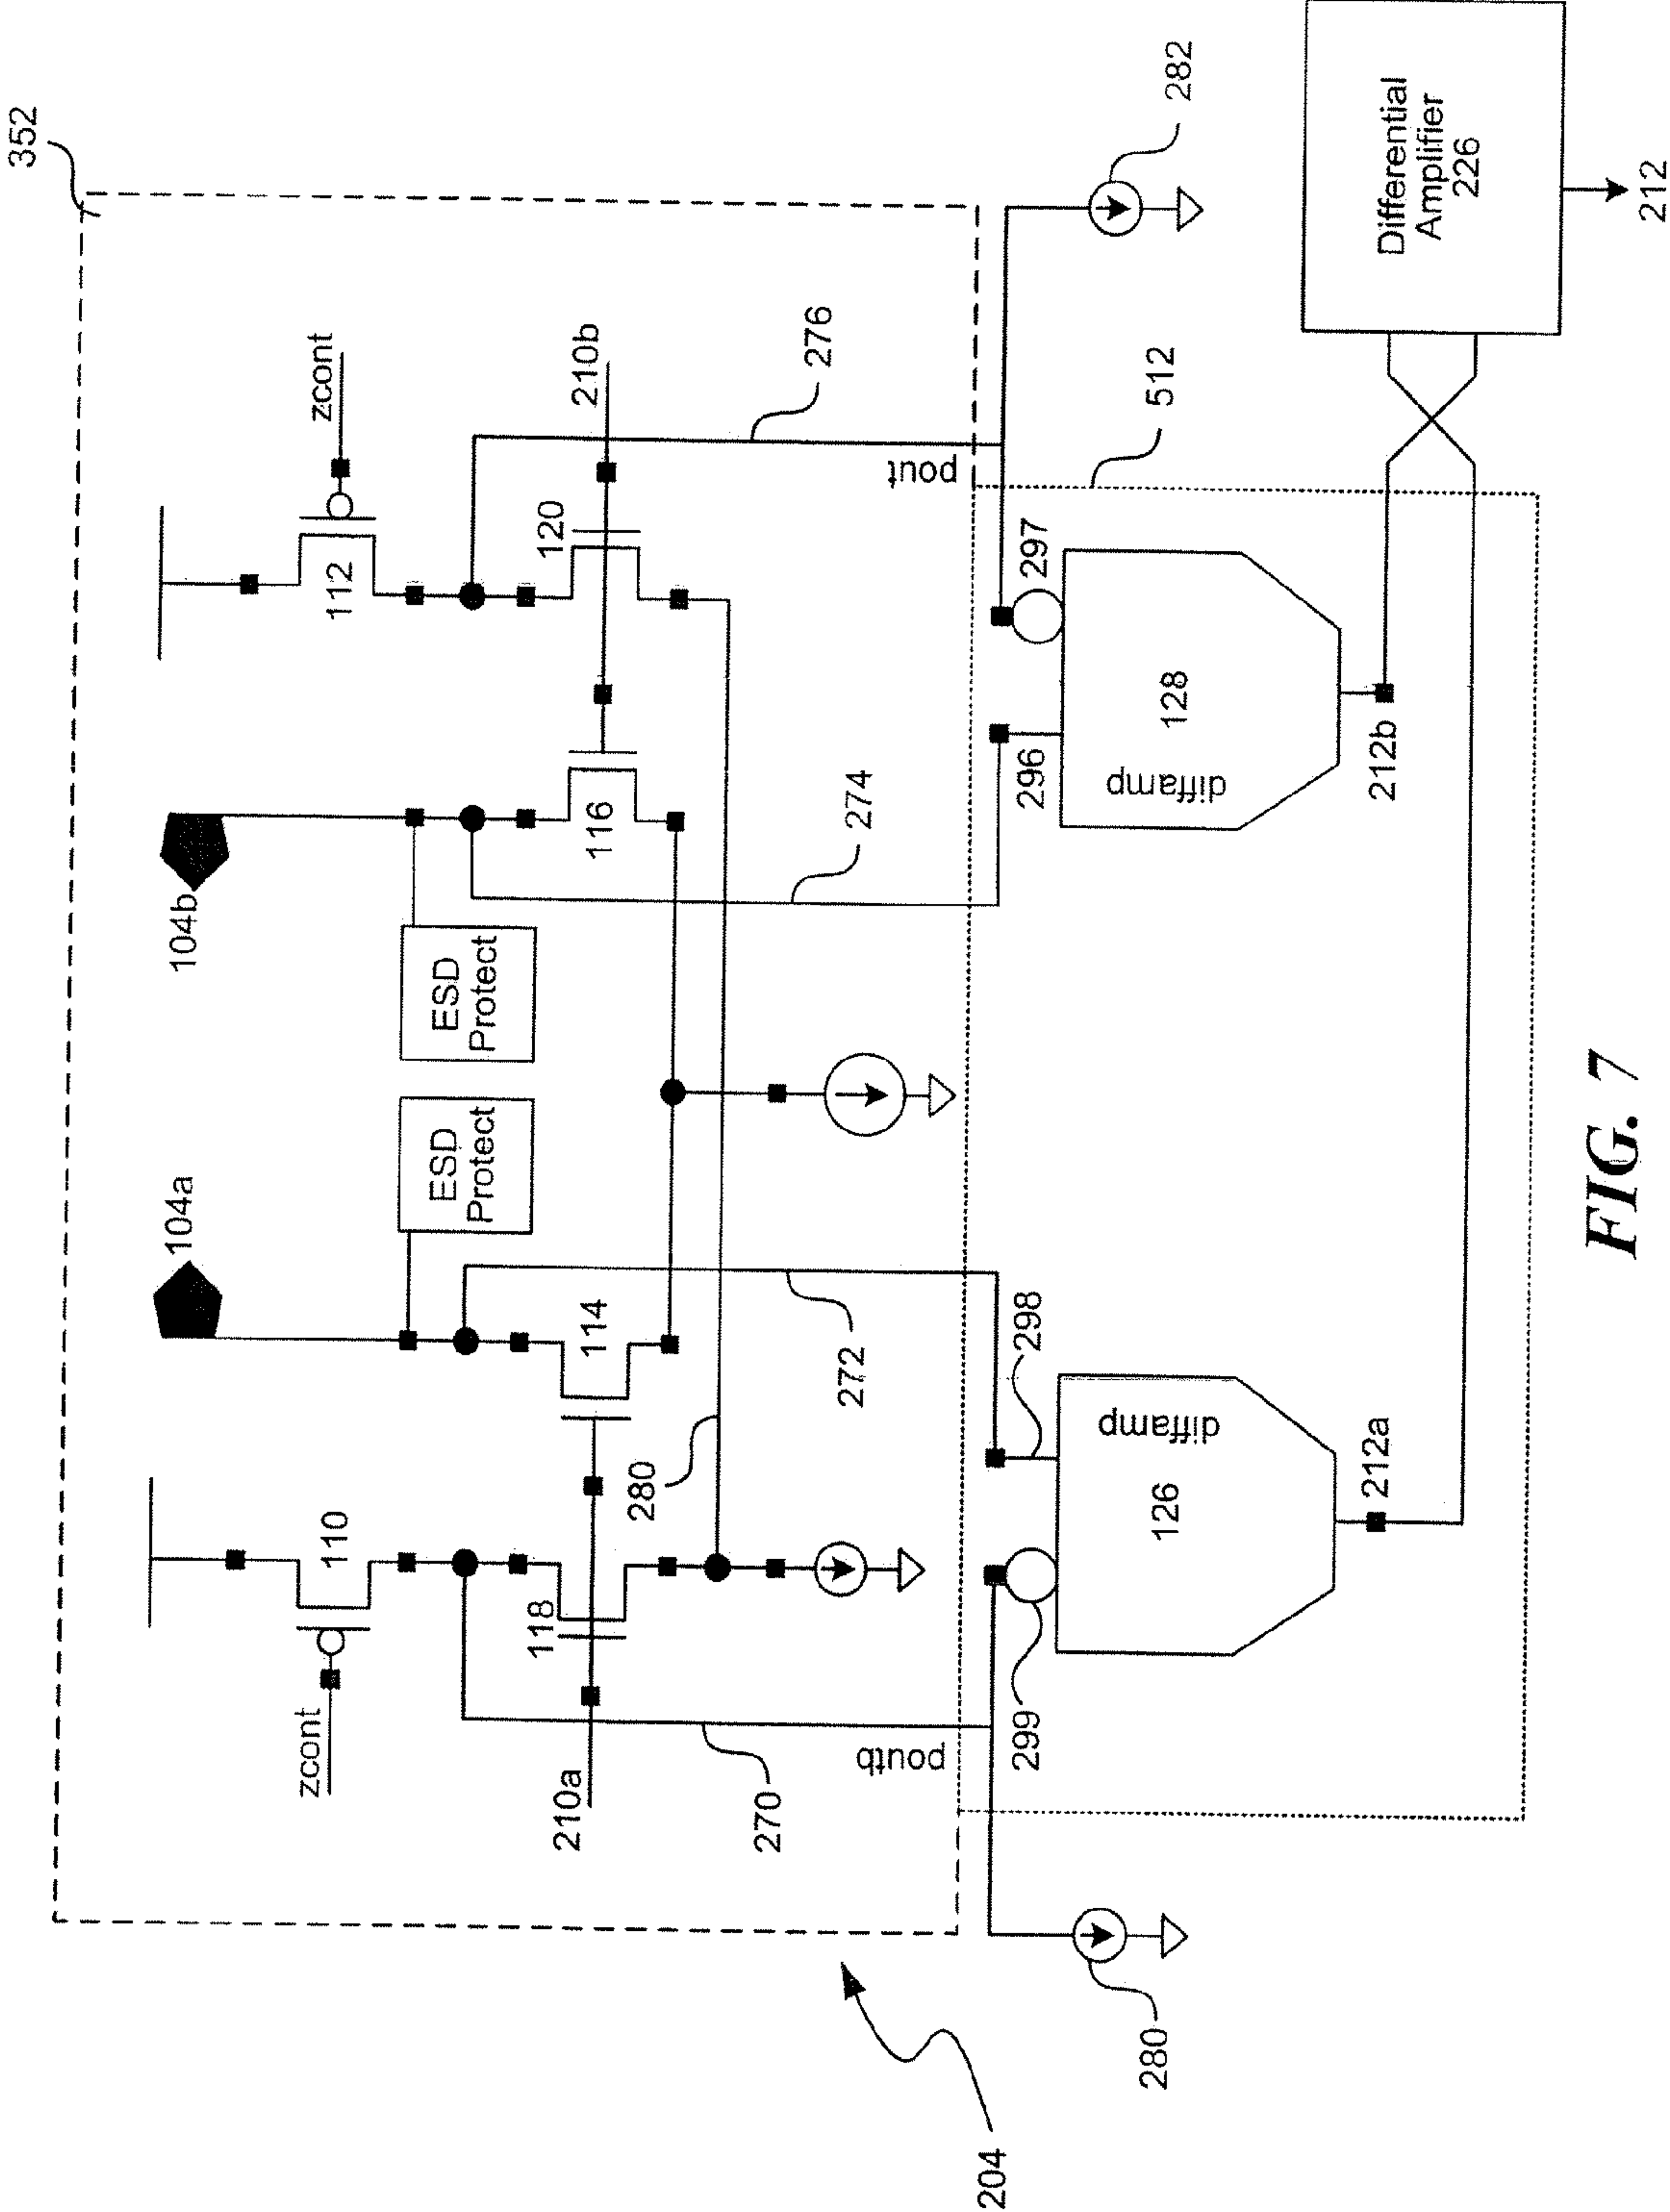 352
zcont
110
118
210a
270
poutb
104a
114
280
272
ESD
Protect
ESD
Protect
104b
116
274
zcont
112
120
210b
276
pout
282
204
280
299
298
126
diffamp
212a
296
297
128
diffamp
212b
512
Differential
Amplifier
226
212
FIG. 7